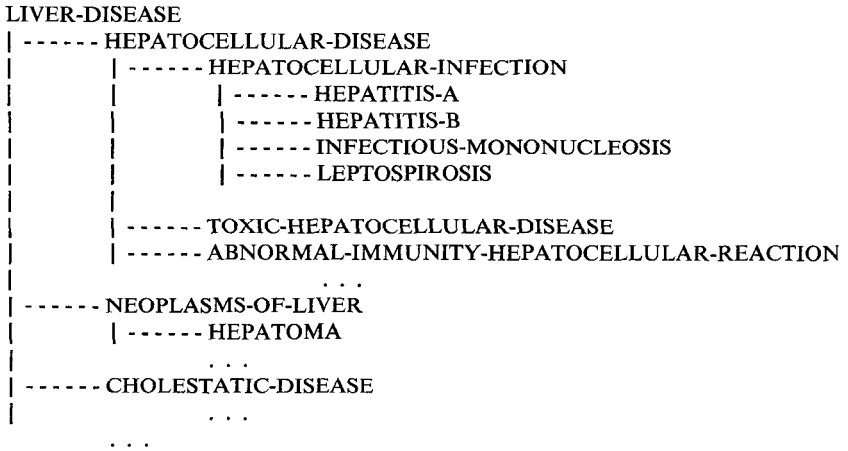 LIVER-DISEASE
| ------ HEPATOCELLULAR-DISEASE
| | ------ HEPATOCELLULAR-INFECTION
| | | ------ HEPATITIS-A
| | | ------ HEPATITIS-B
| | | ------ INFECTIOUS-MONONUCLEOSIS
| | | ------ LEPTOSPIROSIS
| |
| | ------ TOXIC-HEPATOCELLULAR-DISEASE
| | ------ ABNORMAL-IMMUNITY-HEPATOCELLULAR-REACTION
| . . .
| ------ NEOPLASMS-OF-LIVER
| | ------ HEPATOMA
| . . .
| ------ CHOLESTATIC-DISEASE
| . . .
. . .